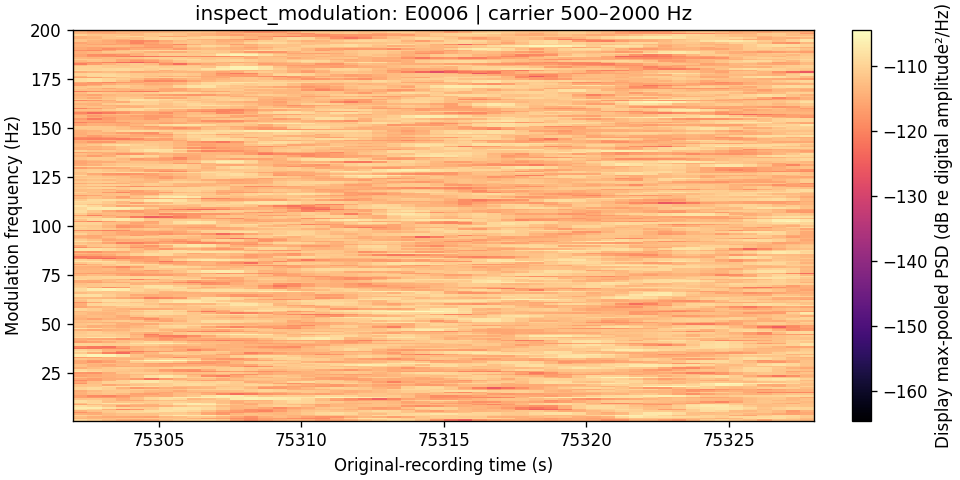 inspect_modulation: E0006 | carrier 500–2000 Hz
200
175
150
125
100
75
50
25
Modulation frequency (Hz)
75305 75310 75315 75320 75325
Original-recording time (s)
−110
−120
−130
−140
−150
−160
Display max-pooled PSD (dB re digital amplitude²/Hz)